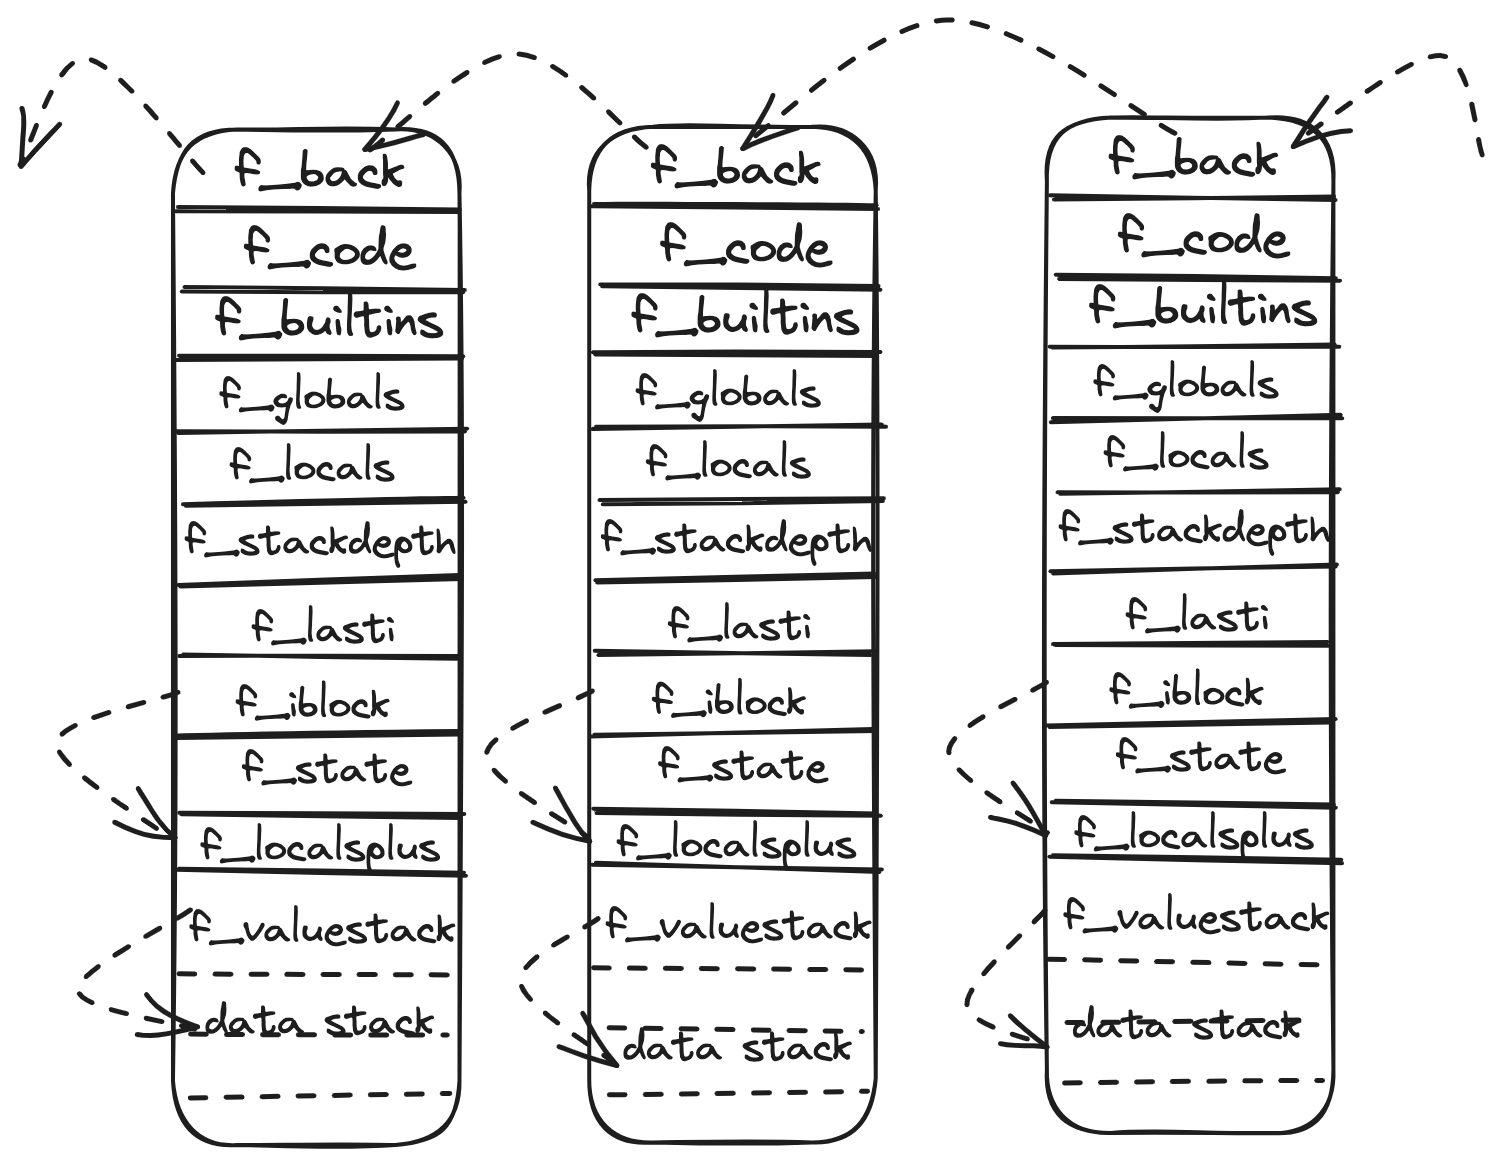 f_back
f_code
f_builtins
f_globals
f_locals
f_stackdepth
f_lasti
f_iblock
f_state
f_localsplus
f_valuestack
data stack
f_back
f_code
f_builtins
f_globals
f_locals
f_stackdepth
f_lasti
f_iblock
f_state
f_localsplus
f_valuestack
data stack
f_back
f_code
f_builtins
f_globals
f_locals
f_stackdepth
f_lasti
f_iblock
f_state
f_localsplus
f_valuestack
data stack